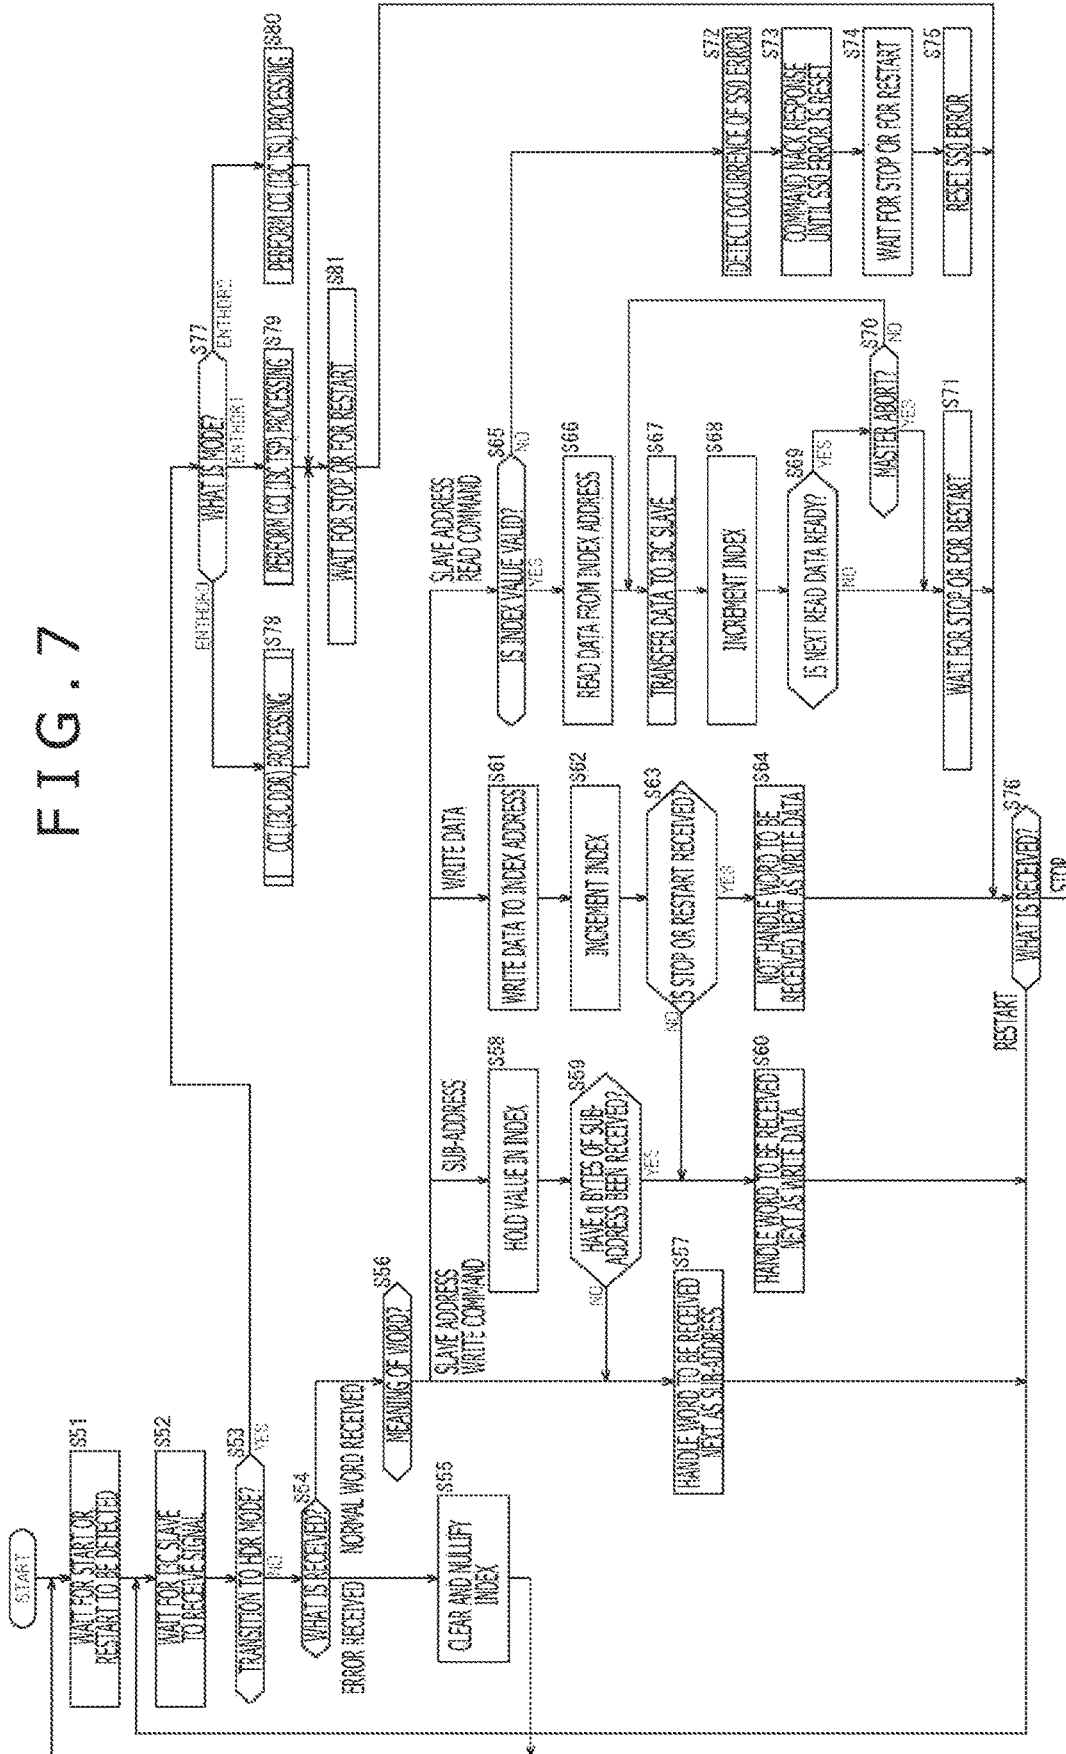 FIG. 7
START
S51
WAIT FOR START OR
RESTART TO BE DETECTED
S52
WAIT FOR I3C SLAVE
TO RECEIVE SIGNAL
S53
TRANSITION TO HDR MODE?
YES
NO
S54
WHAT IS RECEIVED?
ERROR RECEIVED
NORMAL WORD RECEIVED
S55
CLEAR AND NULLIFY
INDEX
S56
MEANING OF WORD?
SLAVE ADDRESS
WRITE COMMAND
SUB-ADDRESS
WRITE DATA
SLAVE ADDRESS
READ COMMAND
S57
HANDLE WORD TO BE RECEIVED
NEXT AS SUB-ADDRESS
S58
HOLD VALUE IN INDEX
S59
HAVE n BYTES OF SUB-
ADDRESS BEEN RECEIVED?
NO
YES
S60
HANDLE WORD TO BE RECEIVED
NEXT AS WRITE DATA
S61
WRITE DATA TO INDEX ADDRESS
S62
INCREMENT INDEX
S63
IS STOP OR RESTART RECEIVED?
NO
YES
S64
NOT HANDLE WORD TO BE
RECEIVED NEXT AS WRITE DATA
S65
IS INDEX VALUE VALID?
NO
YES
S66
READ DATA FROM INDEX ADDRESS
S67
TRANSFER DATA TO I3C SLAVE
S68
INCREMENT INDEX
S69
IS NEXT READ DATA READY?
YES
NO
S70
MASTER ABORT?
NO
YES
S71
WAIT FOR STOP OR FOR RESTART
S72
DETECT OCCURRENCE OF SS0 ERROR
S73
COMMAND NACK RESPONSE
UNTIL SS0 ERROR IS RESET
S74
WAIT FOR STOP OR FOR RESTART
S75
RESET SS0 ERROR
S76
WHAT IS RECEIVED?
RESTART
STOP
S77
WHAT IS MODE?
ENTHDR0
ENTHDR1
ENTHDR2
S78
CCI (I3C DDR) PROCESSING
S79
PERFORM CCI (I3C TSP) PROCESSING
S80
PERFORM CCI (I3C TSL) PROCESSING
S81
WAIT FOR STOP OR FOR RESTART